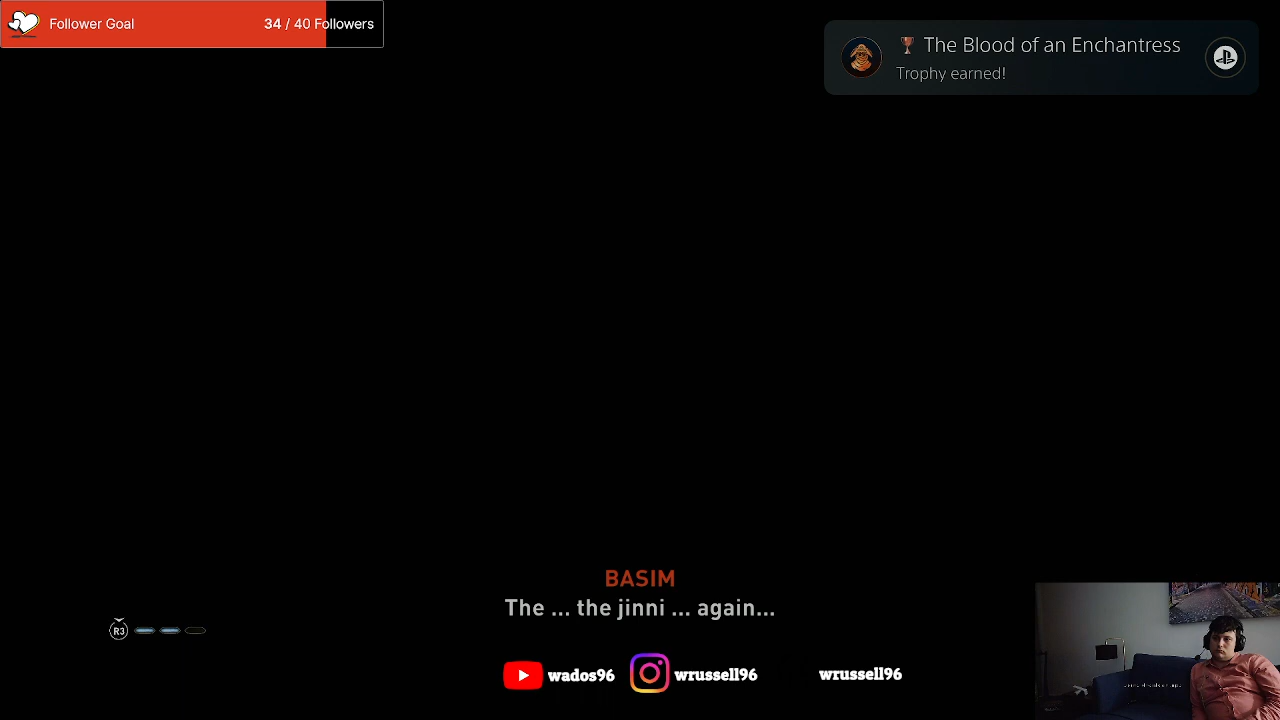 Follower Goal
34 / 40 Followers
The Blood of an Enchantress
Trophy earned!
BASIM
The ... the jinni ... again...
R3
wados96
wrussell96
wrussell96